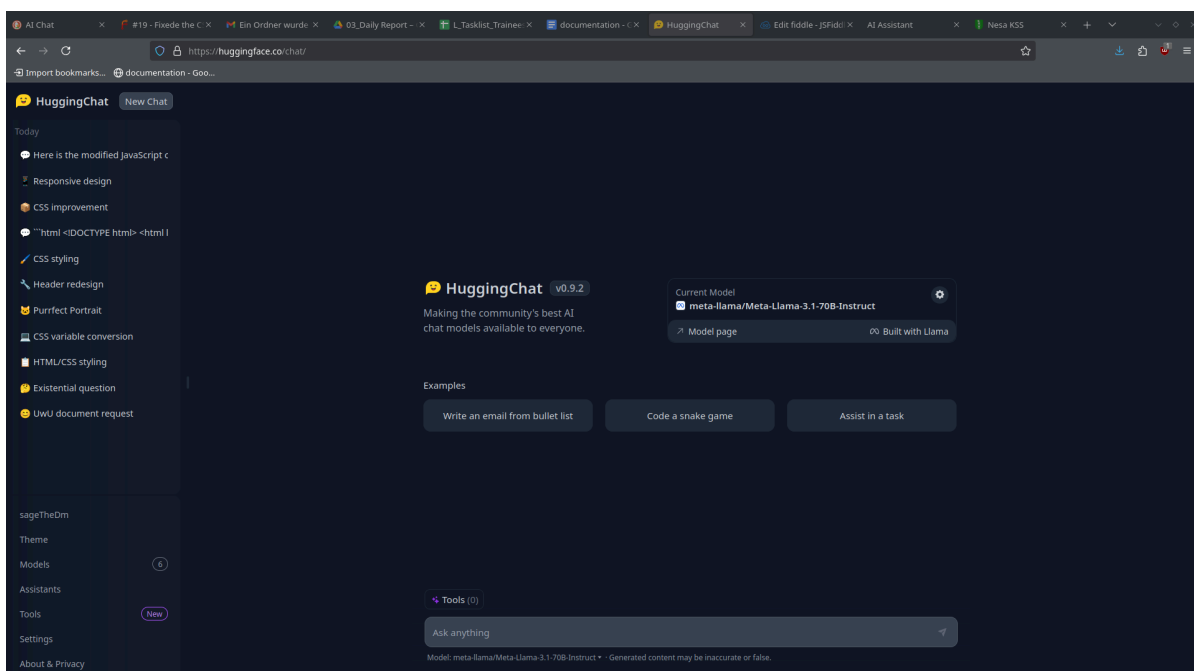 AI Chat
#19 - Fixede the C
Ein Ordner wurde
03_Daily Report –
L_Tasklist_Trainee
documentation - G
HuggingChat
Edit fiddle - JSFiddl
AI Assistant
Nesa KSS
https://huggingface.co/chat/
Import bookmarks...
documentation - Goo...
HuggingChat
New Chat
Today
Here is the modified JavaScript c
Responsive design
CSS improvement
```html <!DOCTYPE html> <html l
CSS styling
Header redesign
Purrfect Portrait
CSS variable conversion
HTML/CSS styling
Existential question
UwU document request
sageTheDm
Theme
Models
6
Assistants
Tools
New
Settings
About & Privacy
HuggingChat
v0.9.2
Making the community's best AI
chat models available to everyone.
Current Model
meta-llama/Meta-Llama-3.1-70B-Instruct
Model page
Built with Llama
Examples
Write an email from bullet list
Code a snake game
Assist in a task
Tools (0)
Ask anything
Model: meta-llama/Meta-Llama-3.1-70B-Instruct · Generated content may be inaccurate or false.